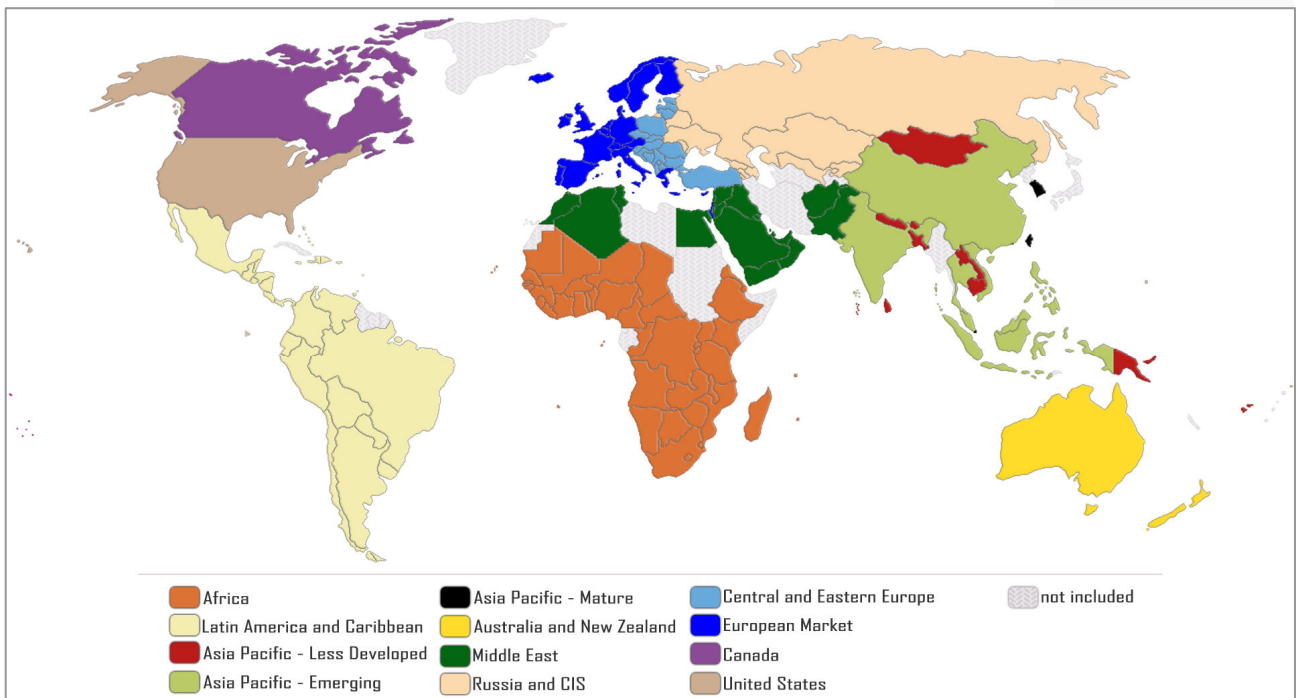 Africa
Latin America and Caribbean
Asia Pacific - Less Developed
Asia Pacific - Emerging
Asia Pacific - Mature
Australia and New Zealand
Middle East
Russia and CIS
Central and Eastern Europe
European Market
Canada
United States
not included